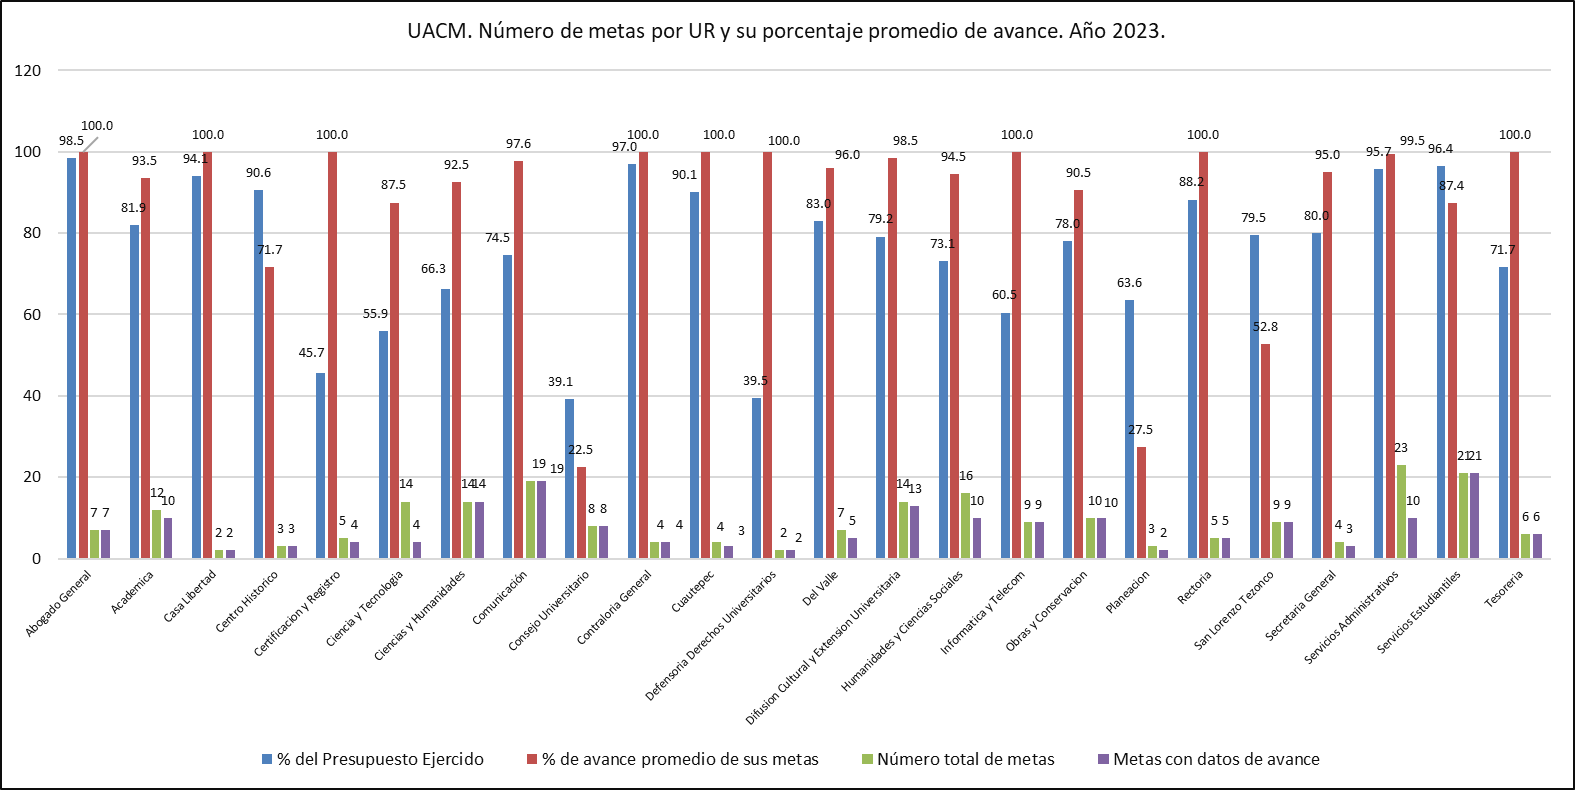 UACM. Número de metas por UR y su porcentaje promedio de avance. Año 2023.
120
100
80
60
40
20
0
98.5 100.0 7 7
81.9 93.5 12 10
94.1 100.0 2 2
90.6 71.7 3 3
45.7 100.0 5 4
55.9 87.5 14 4
66.3 92.5 14 14
74.5 97.6 19 19
39.1 22.5 8 8
97.0 100.0 4 4
90.1 100.0 4 3
39.5 100.0 2 2
83.0 96.0 7 5
79.2 98.5 14 13
73.1 94.5 16 10
60.5 100.0 9 9
78.0 90.5 10 10
63.6 27.5 3 2
88.2 100.0 5 5
79.5 52.8 9 9
80.0 95.0 4 3
95.7 99.5 23 10
96.4 87.4 21 21
71.7 100.0 6 6
Abogado General
Academica
Casa Libertad
Centro Historico
Certificacion y Registro
Ciencia y Tecnologia
Ciencias y Humanidades
Comunicación
Consejo Universitario
Contraloria General
Cuautepec
Defensoria Derechos Universitarios
Del Valle
Difusion Cultural y Extension Universitaria
Humanidades y Ciencias Sociales
Informatica y Telecom
Obras y Conservacion
Planeacion
Rectoria
San Lorenzo Tezonco
Secretaria General
Servicios Administrativos
Servicios Estudiantiles
Tesoreria
% del Presupuesto Ejercido
% de avance promedio de sus metas
Número total de metas
Metas con datos de avance